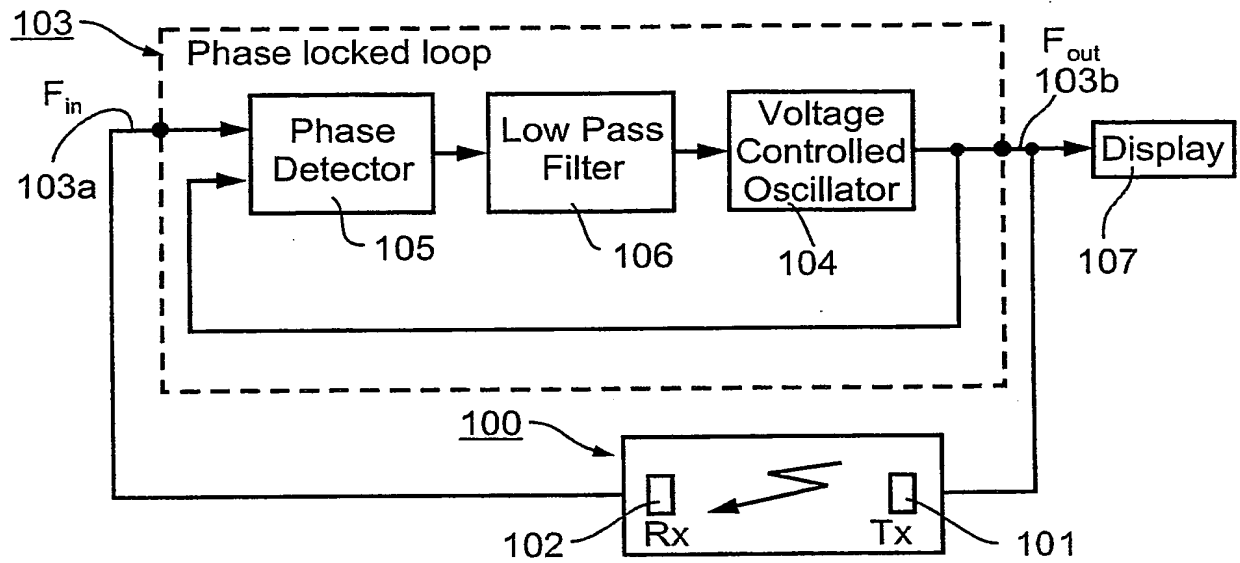 103
Phase locked loop
F_in
103a
Phase
Detector
105
Low Pass
Filter
106
Voltage
Controlled
Oscillator
104
F_out
103b
Display
107
100
102
Rx
Tx
101